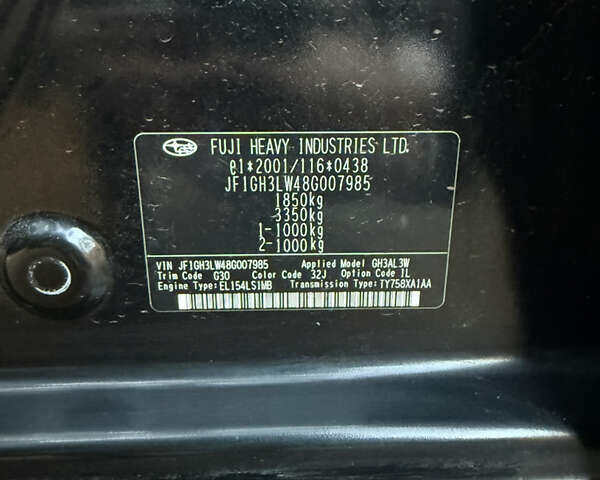 FUJI HEAVY INDUSTRIES LTD.
e1*2001/116*0438
JF1GH3LW48G007985
1850kg
3350kg
1-1000kg
2-1000kg
VIN JF1GH3LW48G007985 Applied Model GH3AL3W
Trim Code G30 Color Code 32J Option Code 1L
Engine Type:EL154LS1MB Transmission Type:TY758XA1AA